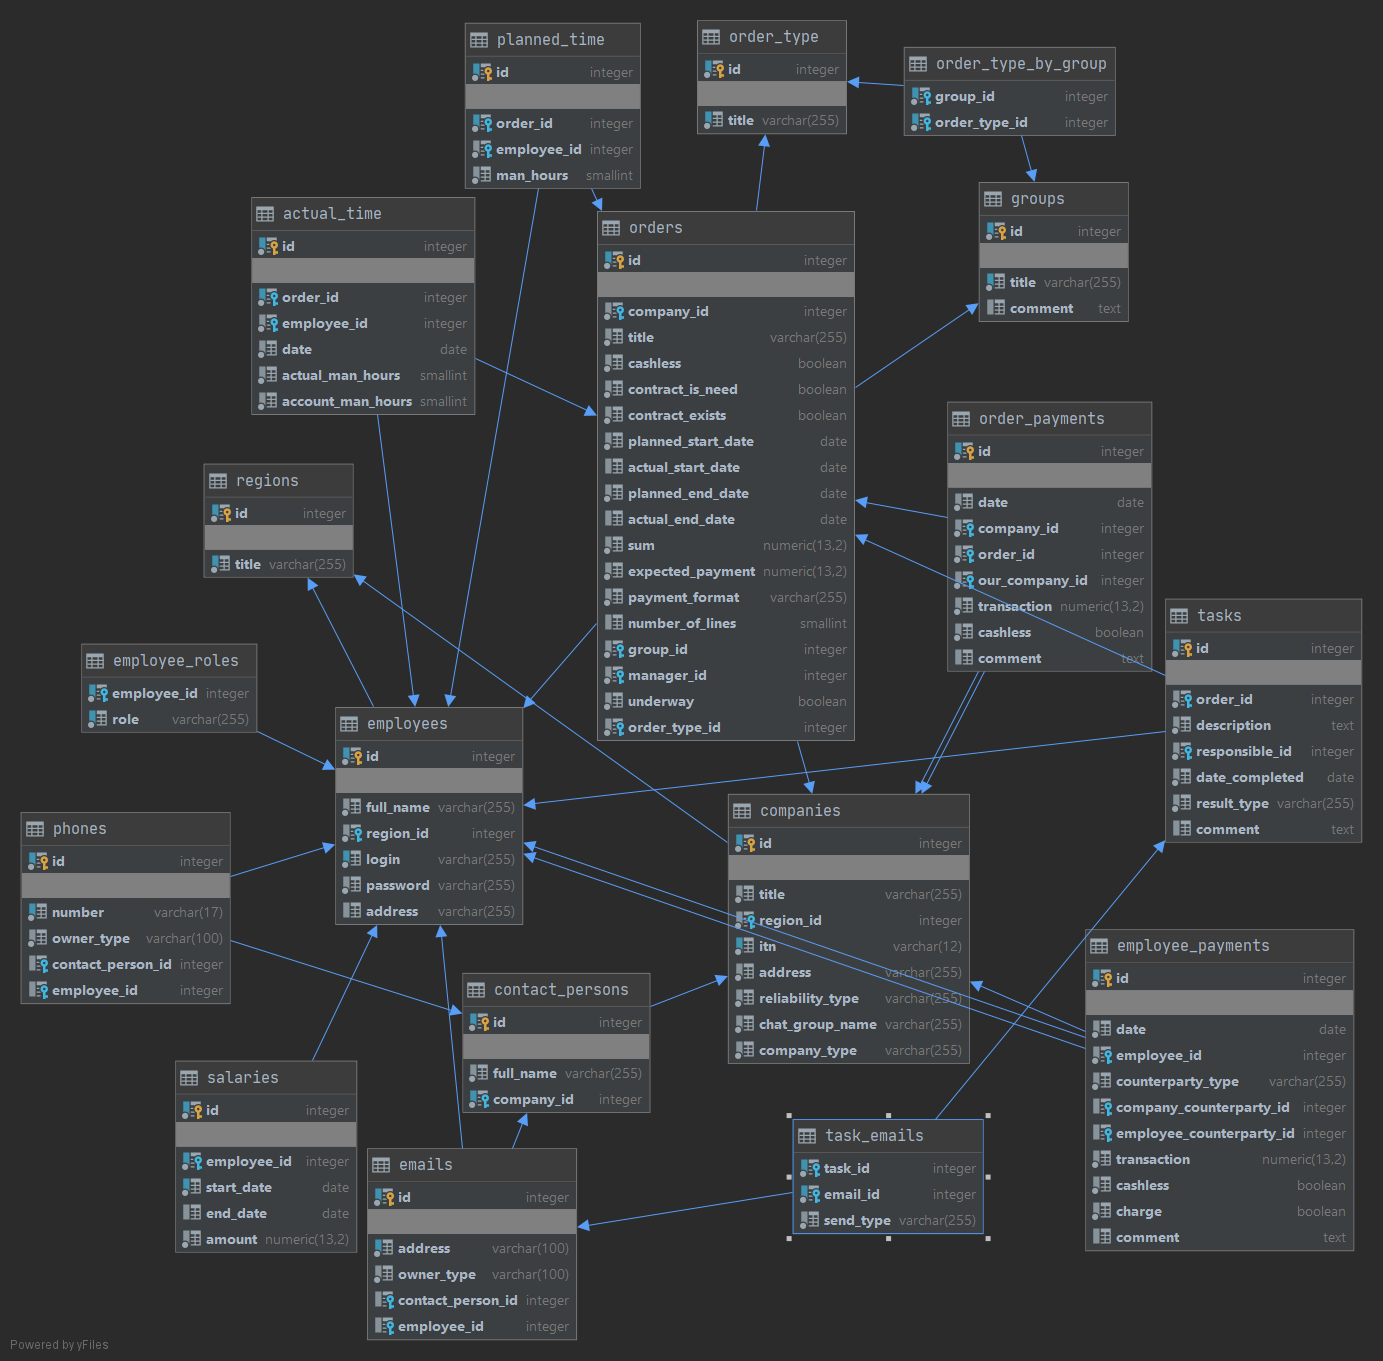 planned_time
id integer
order_id integer
employee_id integer
man_hours smallint
order_type
id integer
title varchar(255)
order_type_by_group
group_id integer
order_type_id integer
groups
id integer
title varchar(255)
comment text
actual_time
id integer
order_id integer
employee_id integer
date date
actual_man_hours smallint
account_man_hours smallint
orders
id integer
company_id integer
title varchar(255)
cashless boolean
contract_is_need boolean
contract_exists boolean
planned_start_date date
actual_start_date date
planned_end_date date
actual_end_date date
sum numeric(13,2)
expected_payment numeric(13,2)
payment_format varchar(255)
number_of_lines smallint
group_id integer
manager_id integer
underway boolean
order_type_id integer
order_payments
id integer
date date
company_id integer
order_id integer
our_company_id integer
transaction numeric(13,2)
cashless boolean
comment text
regions
id integer
title varchar(255)
tasks
id integer
order_id integer
description text
responsible_id integer
date_completed date
result_type varchar(255)
comment text
employee_roles
employee_id integer
role varchar(255)
employees
id integer
full_name varchar(255)
region_id integer
login varchar(255)
password varchar(255)
address varchar(255)
companies
id integer
title varchar(255)
region_id integer
itn varchar(12)
address varchar(255)
reliability_type varchar(255)
chat_group_name varchar(255)
company_type varchar(255)
phones
id integer
number varchar(17)
owner_type varchar(100)
contact_person_id integer
employee_id integer
employee_payments
id integer
date date
employee_id integer
counterparty_type varchar(255)
company_counterparty_id integer
employee_counterparty_id integer
transaction numeric(13,2)
cashless boolean
charge boolean
comment text
contact_persons
id integer
full_name varchar(255)
company_id integer
salaries
id integer
employee_id integer
start_date date
end_date date
amount numeric(13,2)
task_emails
task_id integer
email_id integer
send_type varchar(255)
emails
id integer
address varchar(100)
owner_type varchar(100)
contact_person_id integer
employee_id integer
Powered by yFiles